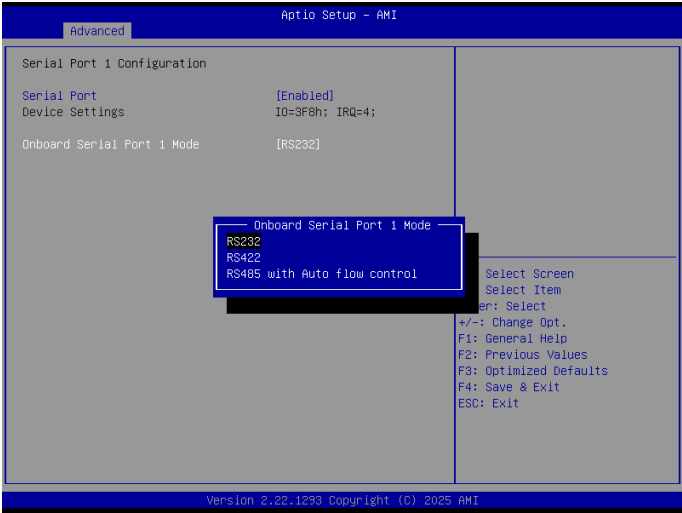 Aptio Setup – AMI
Advanced
Serial Port 1 Configuration
Serial Port [Enabled]
Device Settings IO=3F8h; IRQ=4;
Onboard Serial Port 1 Mode [RS232]
Onboard Serial Port 1 Mode
RS232
RS422
RS485 with Auto flow control
Select Screen
Select Item
er: Select
+/-: Change Opt.
F1: General Help
F2: Previous Values
F3: Optimized Defaults
F4: Save & Exit
ESC: Exit
Version 2.22.1293 Copyright (C) 2025 AMI